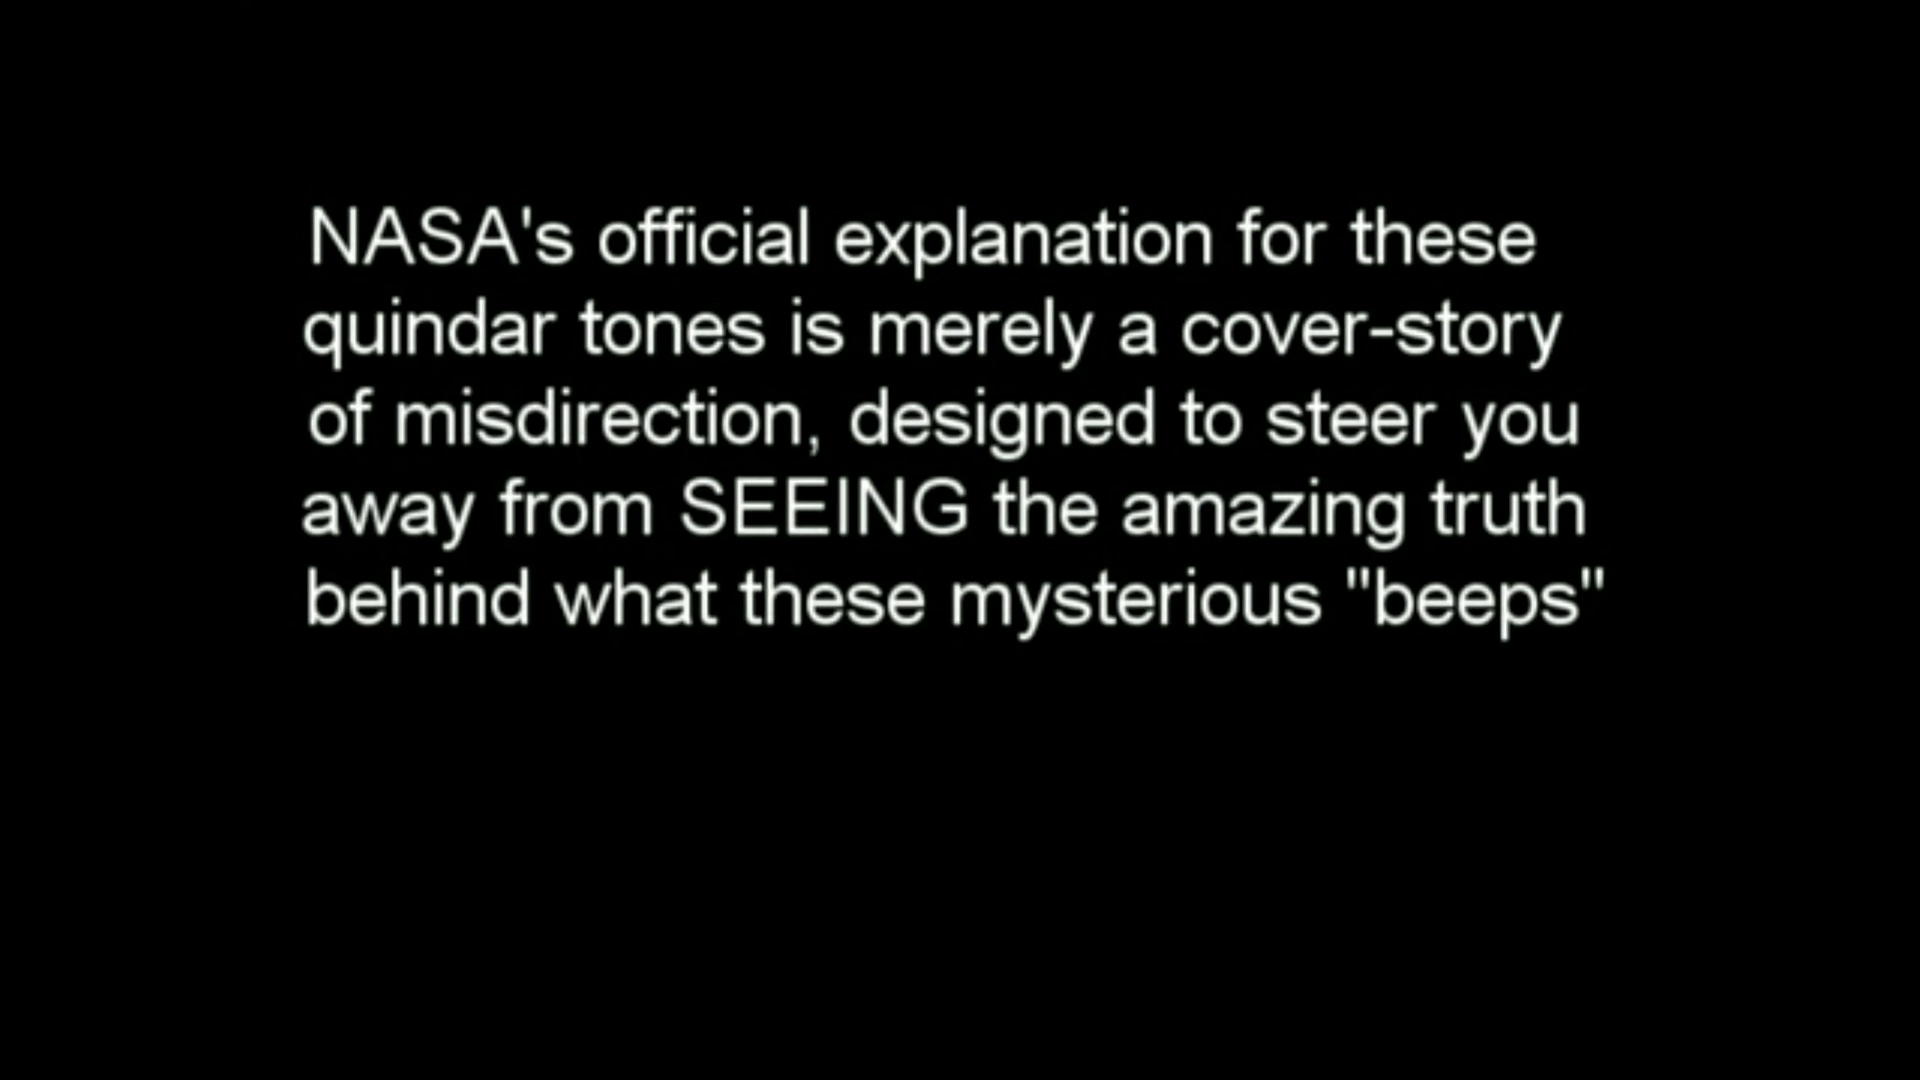 NASA's official explanation for these
quindar tones is merely a cover-story
of misdirection, designed to steer you
away from SEEING the amazing truth
behind what these mysterious "beeps"